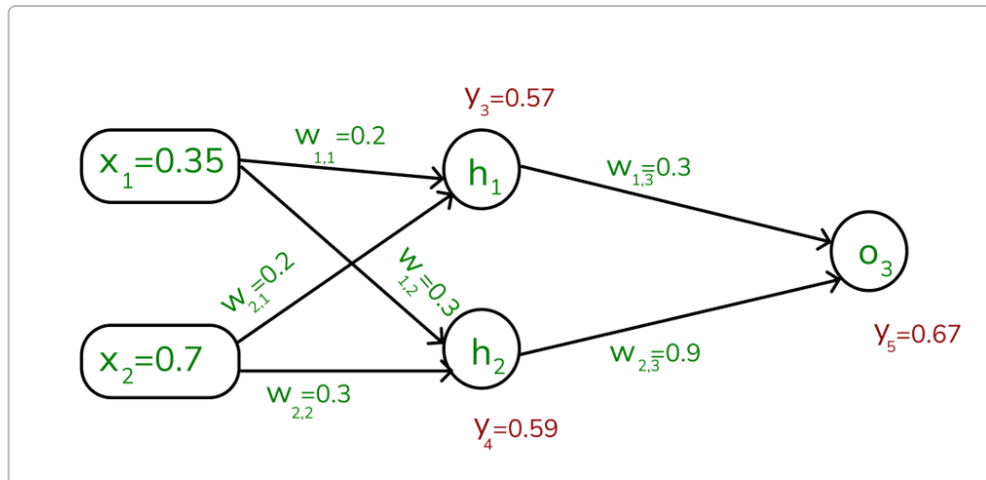 y₃=0.57
w₁,₁=0.2
x₁=0.35
h₁
w₁,₃=0.3
o₃
w₂,₁=0.2
w₁,₂=0.3
x₂=0.7
h₂
w₂,₃=0.9
y₅=0.67
w₂,₂=0.3
y₄=0.59